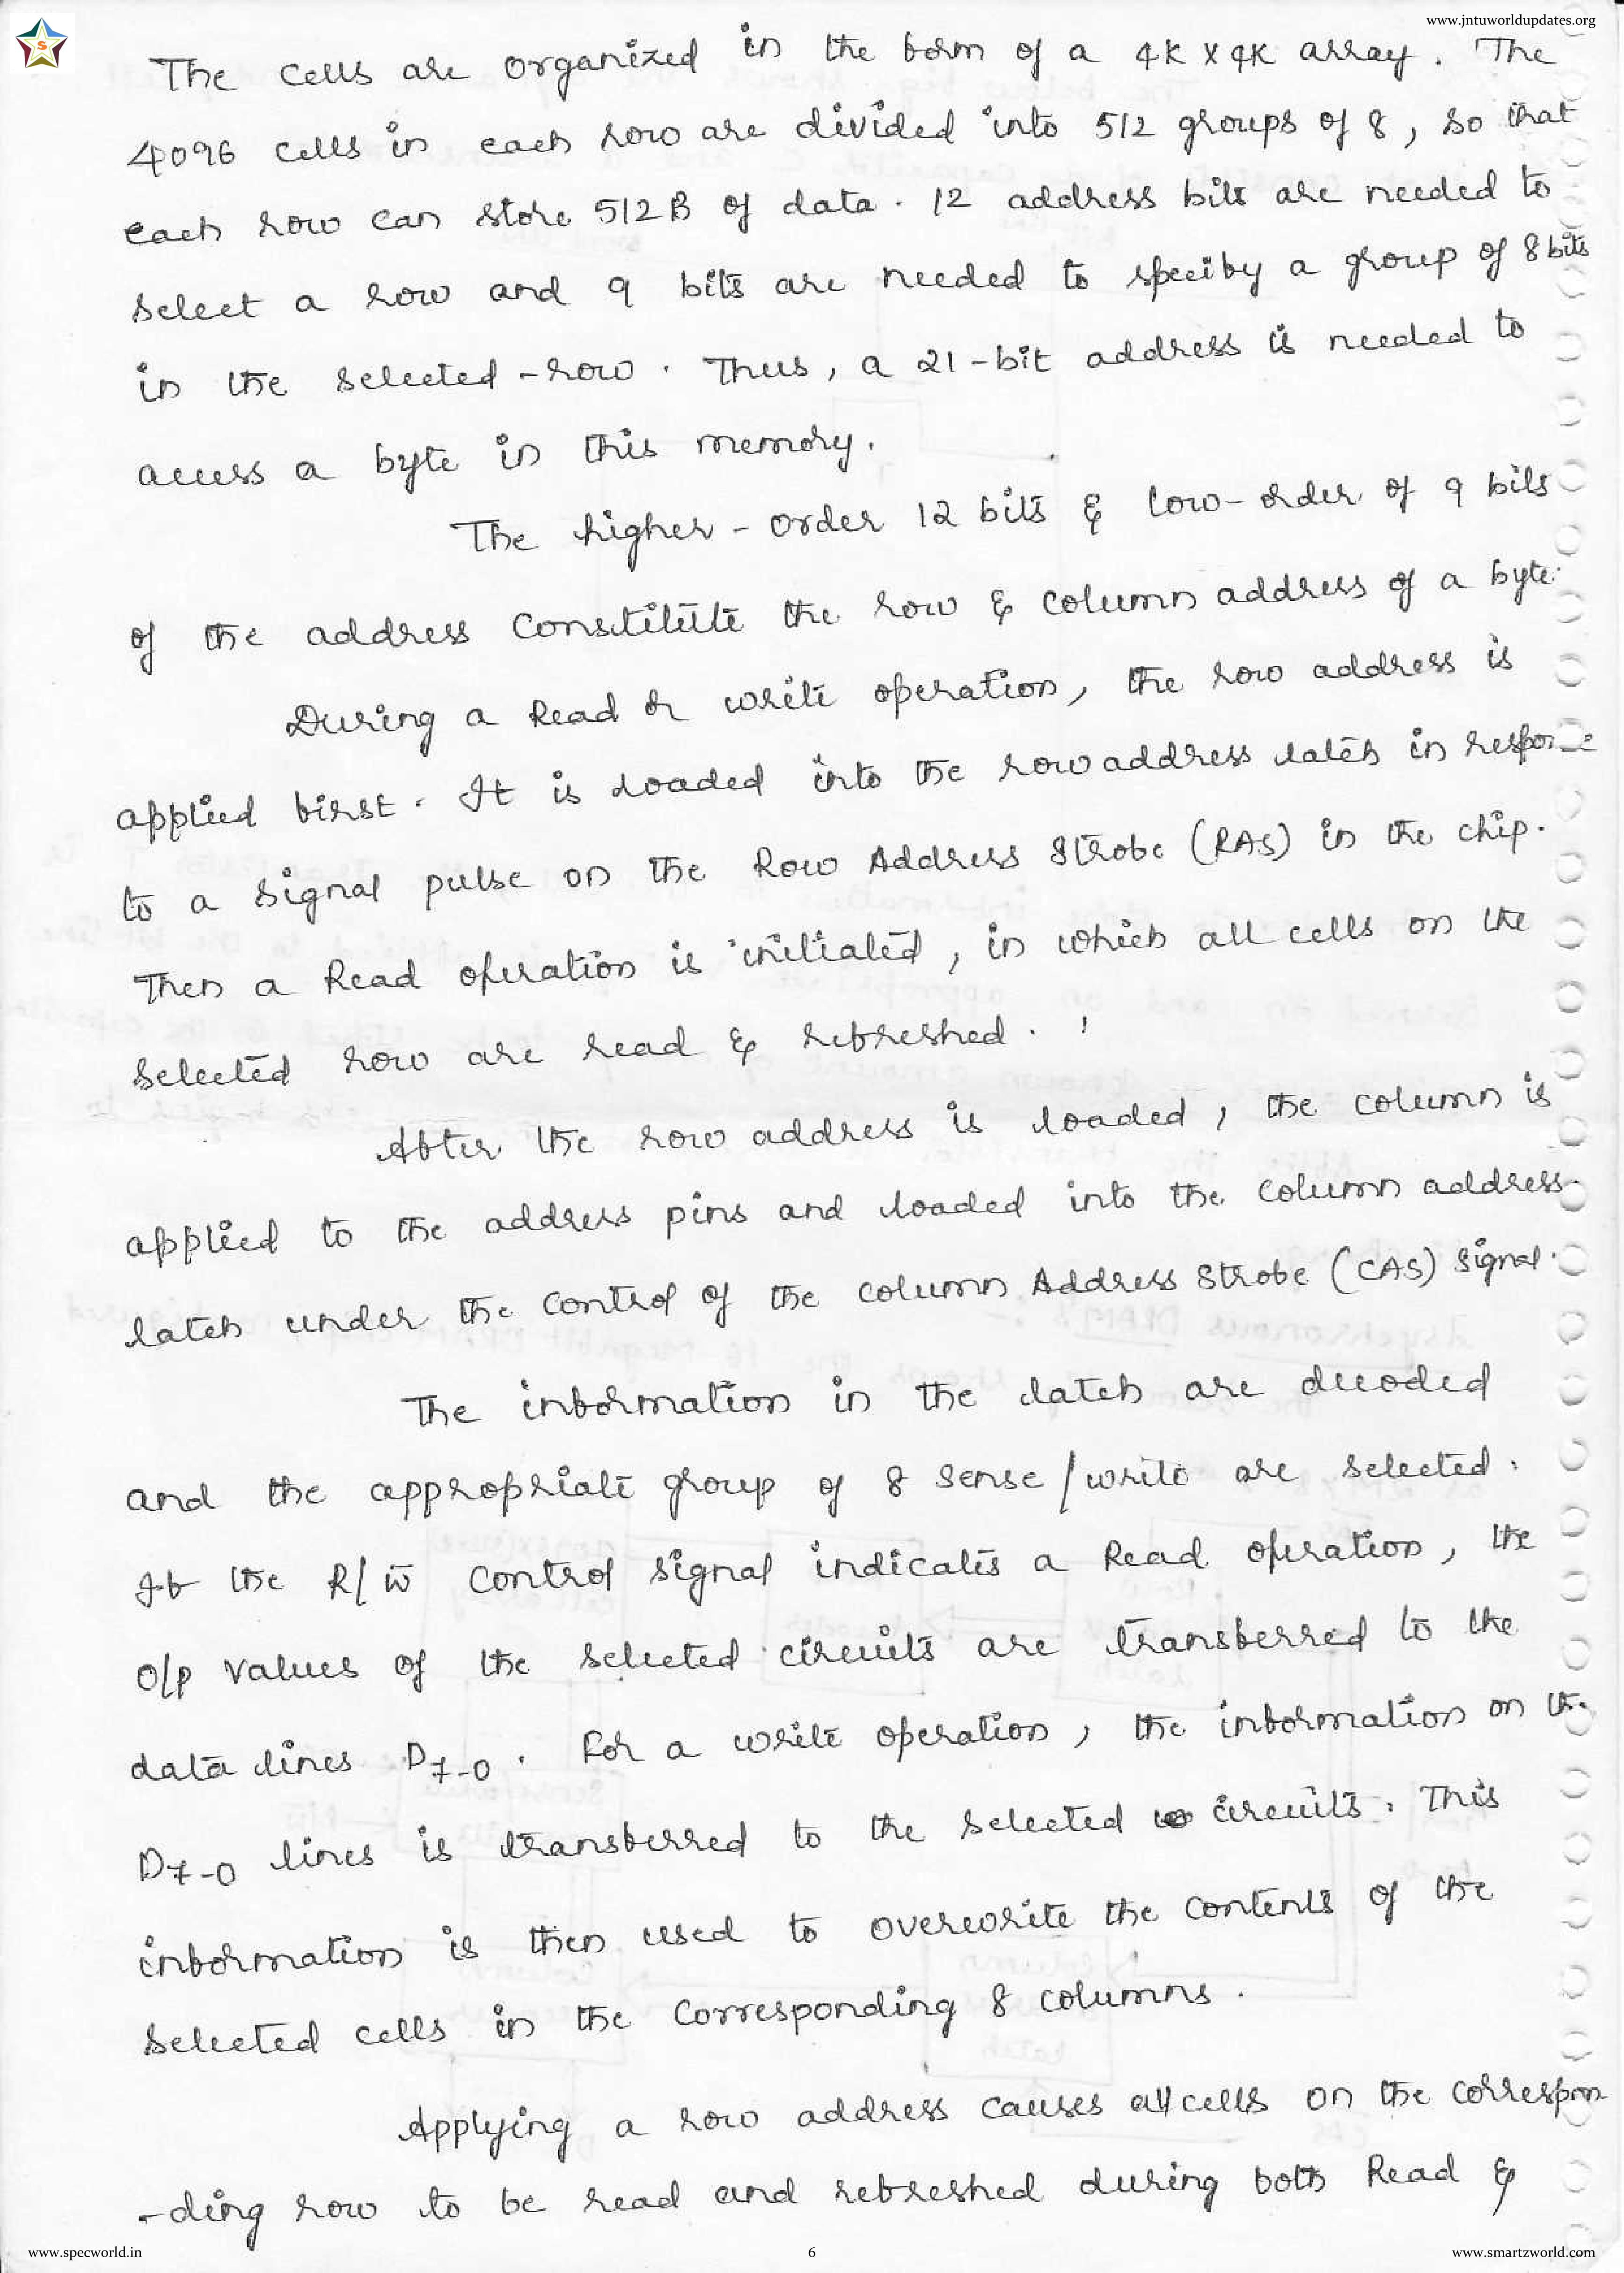 www.jntuworldupdates.org
S
The cells are organized in the form of a 4K x 4K array. The
4096 cells in each row are divided into 512 groups of 8, so that
each row can store 512B of data. 12 address bits are needed to
select a row and 9 bits are needed to specify a group of 8 bits
in the selected - row. Thus, a 21-bit address is needed to
access a byte in this memory.
The higher - order 12 bits & low-order of 9 bits
of the address constitute the row & column address of a byte.
During a Read or write operation, the row address is
applied first. It is loaded into the row address latch in response
to a signal pulse on the Row Address Strobe (RAS) in the chip.
Then a Read operation is initiated, in which all cells on the
selected row are read & refreshed.
After the row address is loaded, the column is
applied to the address pins and loaded into the column address.
latch under the control of the column Address Strobe (CAS) signal.
The information in the latch are decoded
and the appropriate group of 8 sense/write are selected.
If the R/w̅ control signal indicates a Read operation, the
o/p values of the selected circuits are transferred to the
data lines D7-0. For a write operation, the information on the
D7-0 lines is transferred to the selected circuits. This
information is then used to overwrite the contents of the
selected cells in the corresponding 8 columns.
Applying a row address causes all cells on the correspon
-ding row to be read and refreshed during both Read &
www.specworld.in
6
www.smartzworld.com